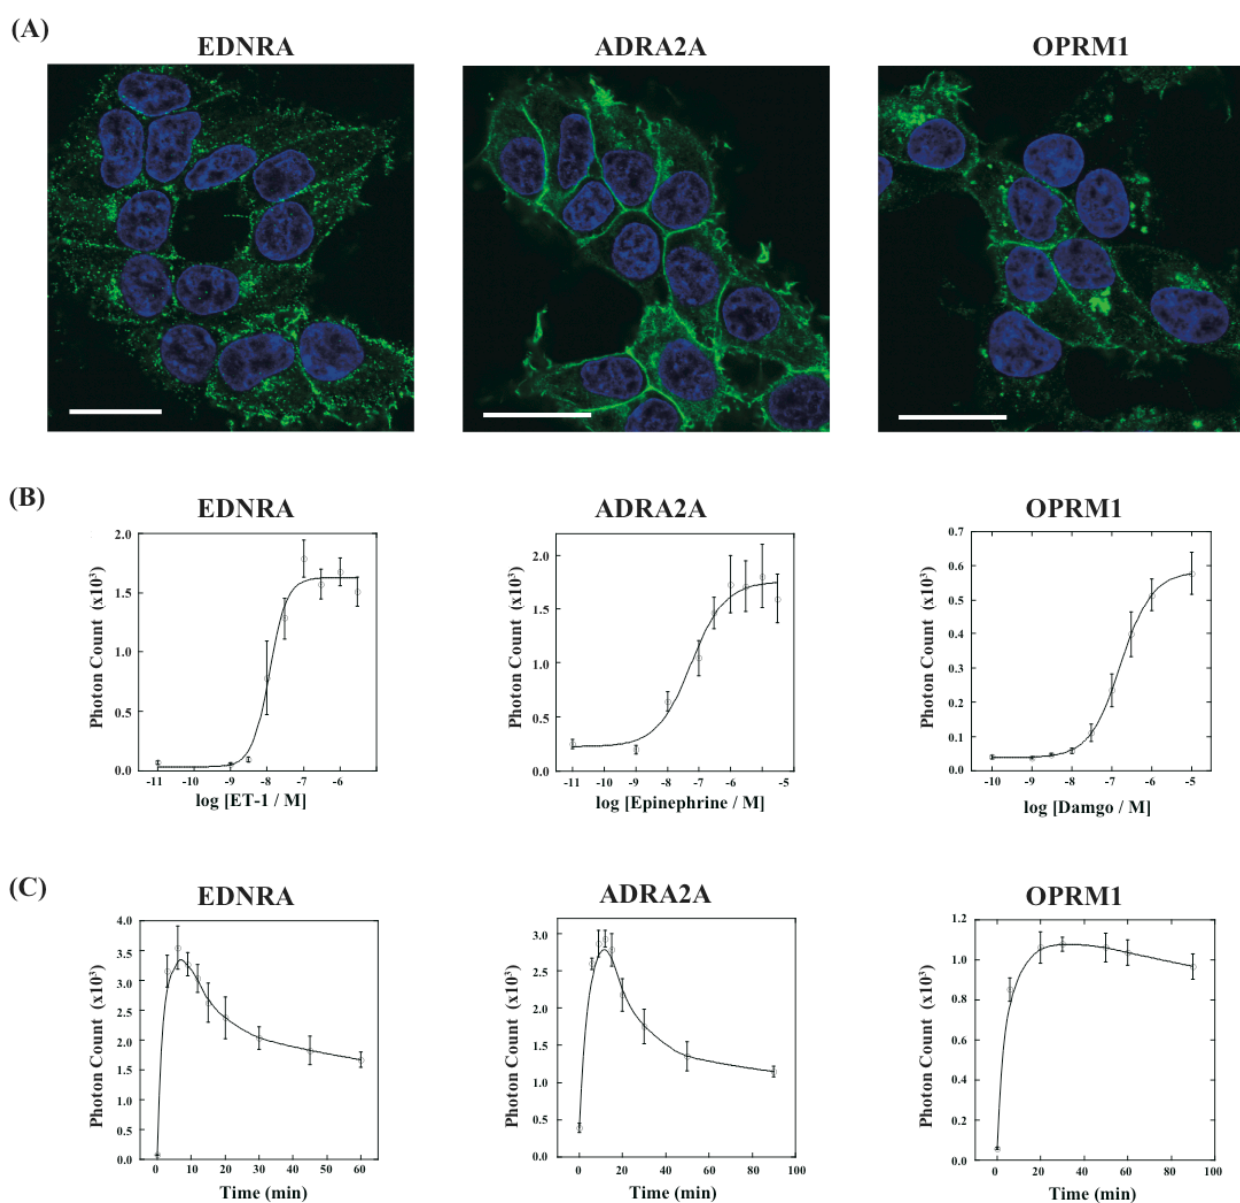 (A)
EDNRA ADRA2A OPRM1
(B)
EDNRA ADRA2A OPRM1
Photon Count (x10³)
2.0
1.5
1.0
0.5
0.0
-11 -10 -9 -8 -7 -6
log [ET-1 / M]
Photon Count (x10³)
2.0
1.5
1.0
0.5
0.0
-11 -10 -9 -8 -7 -6 -5
log [Epinephrine / M]
Photon Count (x10³)
0.7
0.6
0.5
0.4
0.3
0.2
0.1
0.0
-10 -9 -8 -7 -6 -5
log [Damgo / M]
(C)
EDNRA ADRA2A OPRM1
Photon Count (x10³)
4.0
3.5
3.0
2.5
2.0
1.5
1.0
0.5
0.0
0 10 20 30 40 50 60
Time (min)
Photon Count (x10³)
3.0
2.5
2.0
1.5
1.0
0.5
0.0
0 20 40 60 80 100
Time (min)
Photon Count (x10³)
1.2
1.0
0.8
0.6
0.4
0.2
0.0
0 20 40 60 80 100
Time (min)